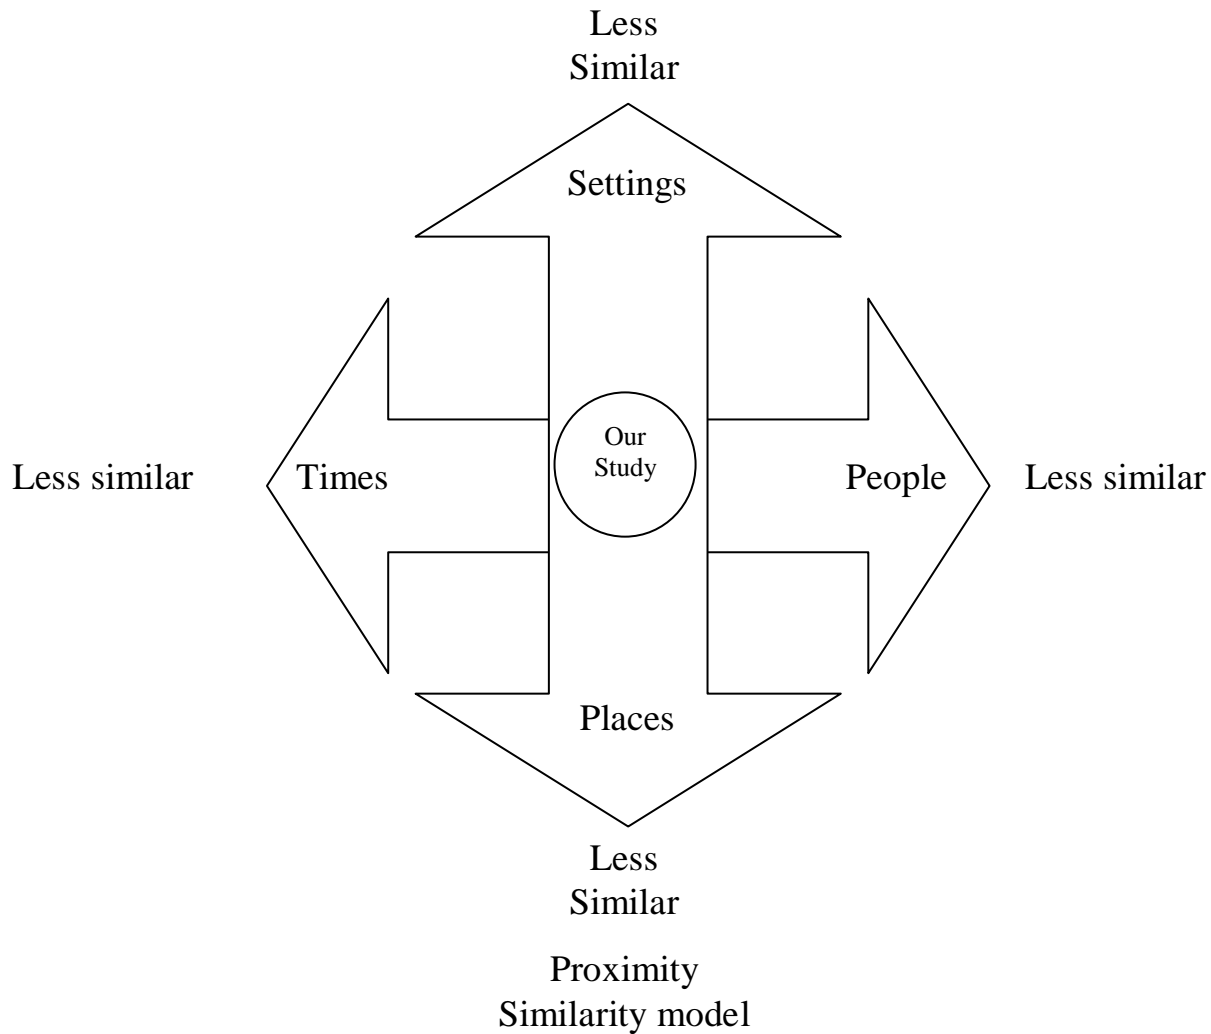 Less
Similar
Settings
Our
Study
Less similar
Times
People
Less similar
Places
Less
Similar
Proximity
Similarity model